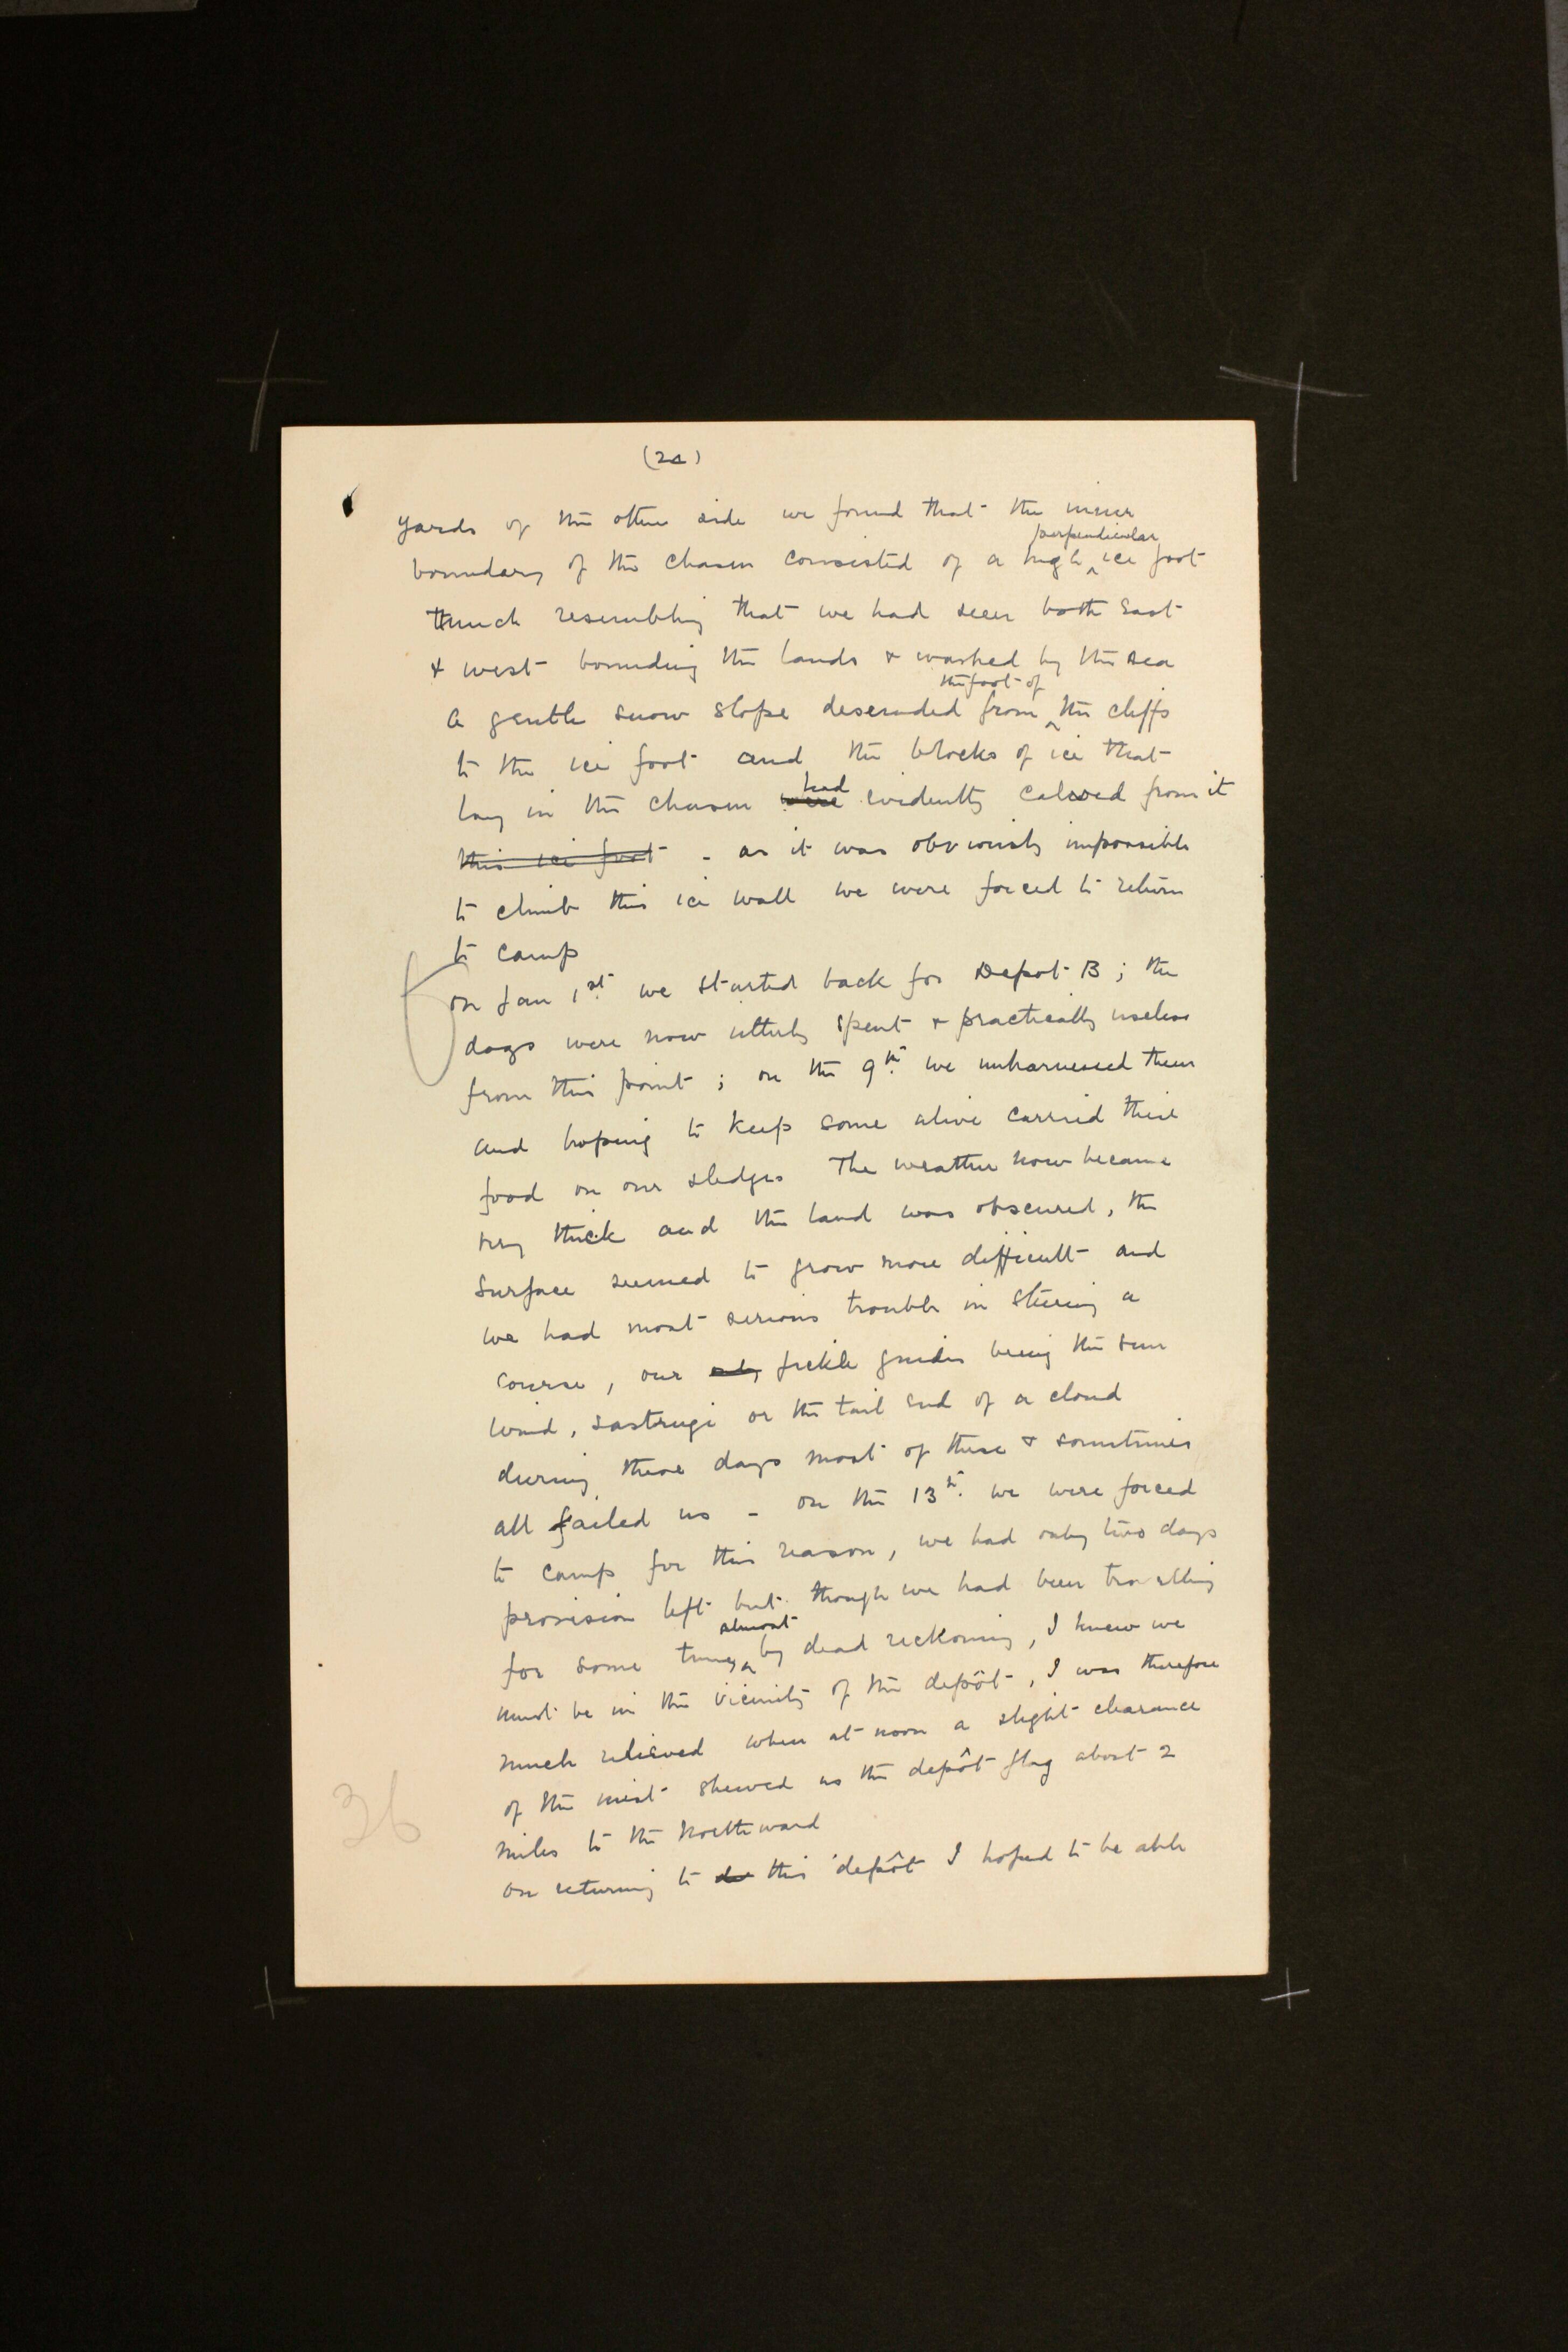 (24)
yards of the other side we found that the inner
perpendicular
boundary of the chasm consisted of a high ^ ice foot
much resembling that we had seen both East
& west bounding the lands & washed by the sea
the foot of
a gentle snow slope descended from ^ the cliffs
to the ice foot and the blocks of ice that
had
lay in the chasm were evidently calved from it
this ice foot - as it was obviously impossible
to climb this ice wall we were forced to return
to camp
on Jan 1st we started back for Depot B; the
dogs were now utterly spent & practically useless
from this point; on the 9th we unharnessed them
and hoping to keep some alive carried their
food on our sledges The weather now became
very thick and the land was obscured, the
surface seemed to grow more difficult and
we had most serious trouble in steering a
course, our only fickle guides being the sun
wind, sastrugi or the tail end of a cloud
during these days most of these & sometimes
all failed us - on the 13th we were forced
to camp for this reason, we had only two days
provision left but though we had been travelling
almost
for some time ^ by dead reckoning, I knew we
must be in the vicinity of the depôt, I was therefore
much relieved when at noon a slight clearance
of the mist shewed us the depôt flag about 2
miles to the Northward
on returning to this depôt I hoped to be able
36